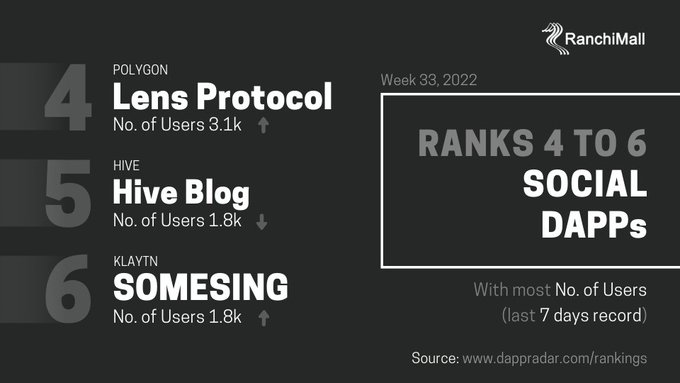 RanchiMall
4
POLYGON
Lens Protocol
No. of Users 3.1k
5
HIVE
Hive Blog
No. of Users 1.8k
6
KLAYTN
SOMESING
No. of Users 1.8k
Week 33, 2022
RANKS 4 TO 6
SOCIAL
DAPPs
With most No. of Users
(last 7 days record)
Source: www.dappradar.com/rankings